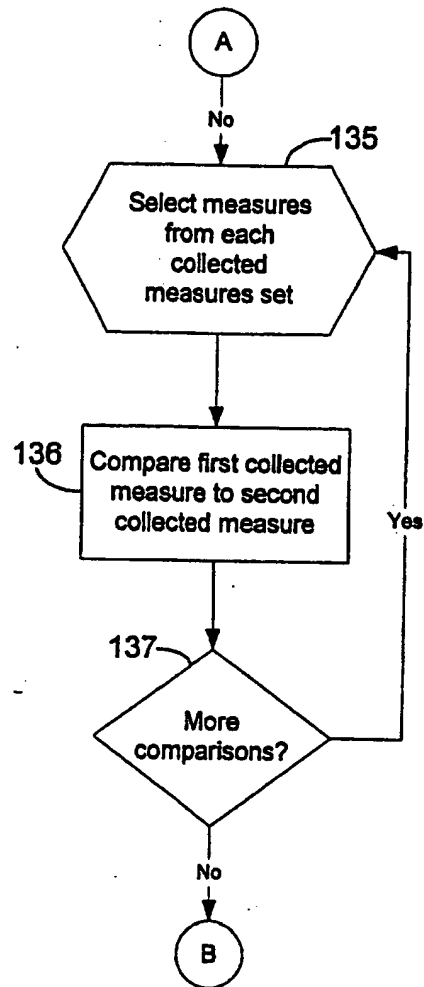 A
No
135
Select measures
from each
collected
measures set
136
Compare first collected
measure to second
collected measure
Yes
137
More
comparisons?
No
B